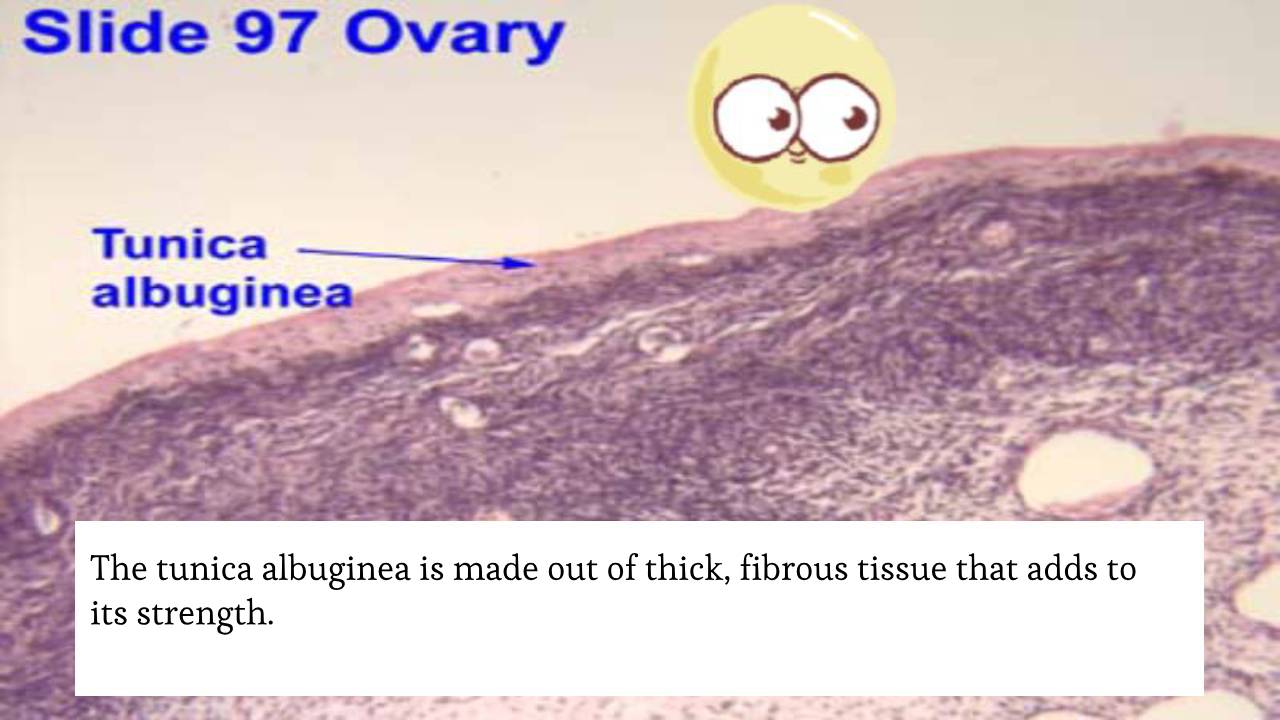 Slide 97 Ovary
Tunica
albuginea
The tunica albuginea is made out of thick, fibrous tissue that adds to
its strength.